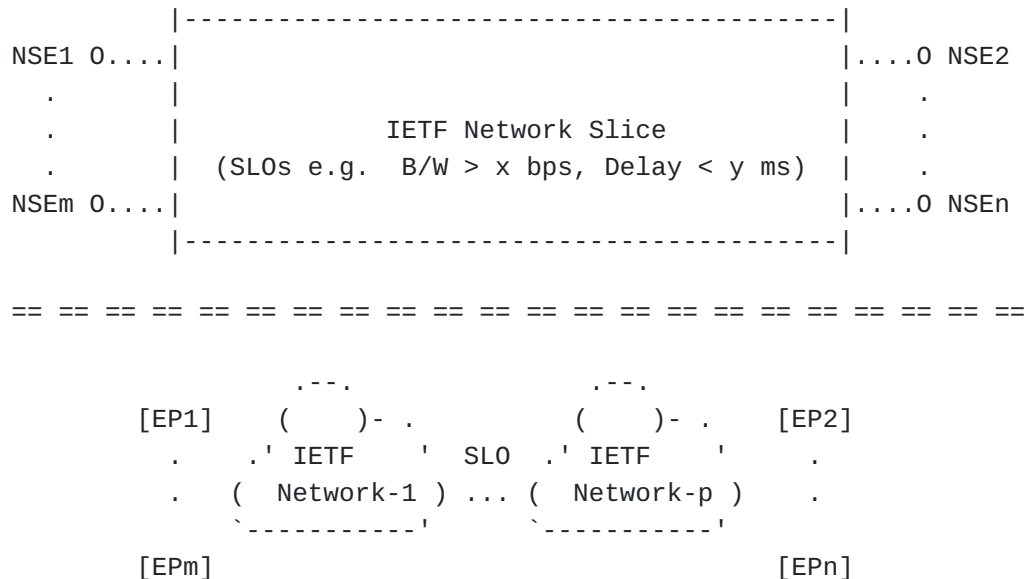 |-----------------------------------------|
NSE1 O....| |....O NSE2
. | | .
. | IETF Network Slice | .
. | (SLOs e.g. B/W > x bps, Delay < y ms) | .
NSEm O....| |....O NSEn
|-----------------------------------------|
== == == == == == == == == == == == == == == == == == == == == ==
.--. .--.
[EP1] ( )- . ( )- . [EP2]
. .' IETF ' SLO .' IETF ' .
. ( Network-1 ) ... ( Network-p ) .
`-----------' `-----------'
[EPm] [EPn]